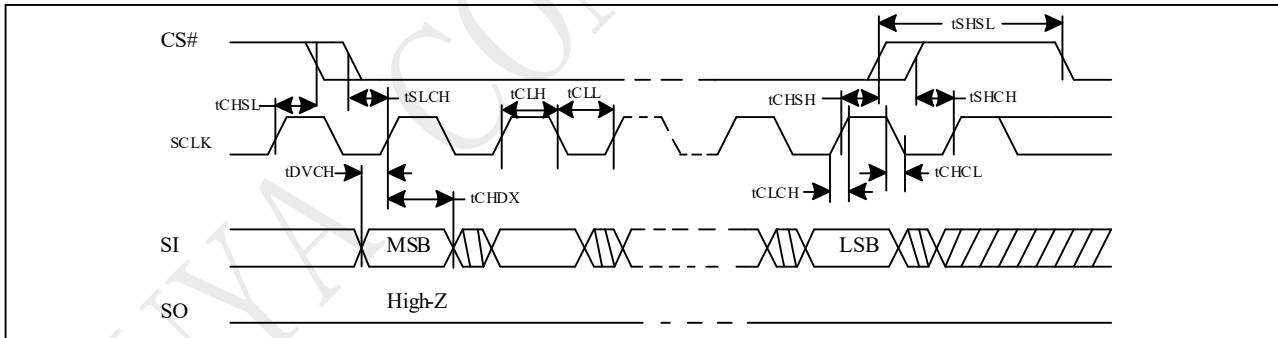 tSHSL
CS#
tCHSL
tSLCH
tCLH
tCLL
tCHSH
tSHCH
SCLK
tDVCH
tCHDX
tCLCH
tCHCL
SI
MSB
LSB
SO
High-Z